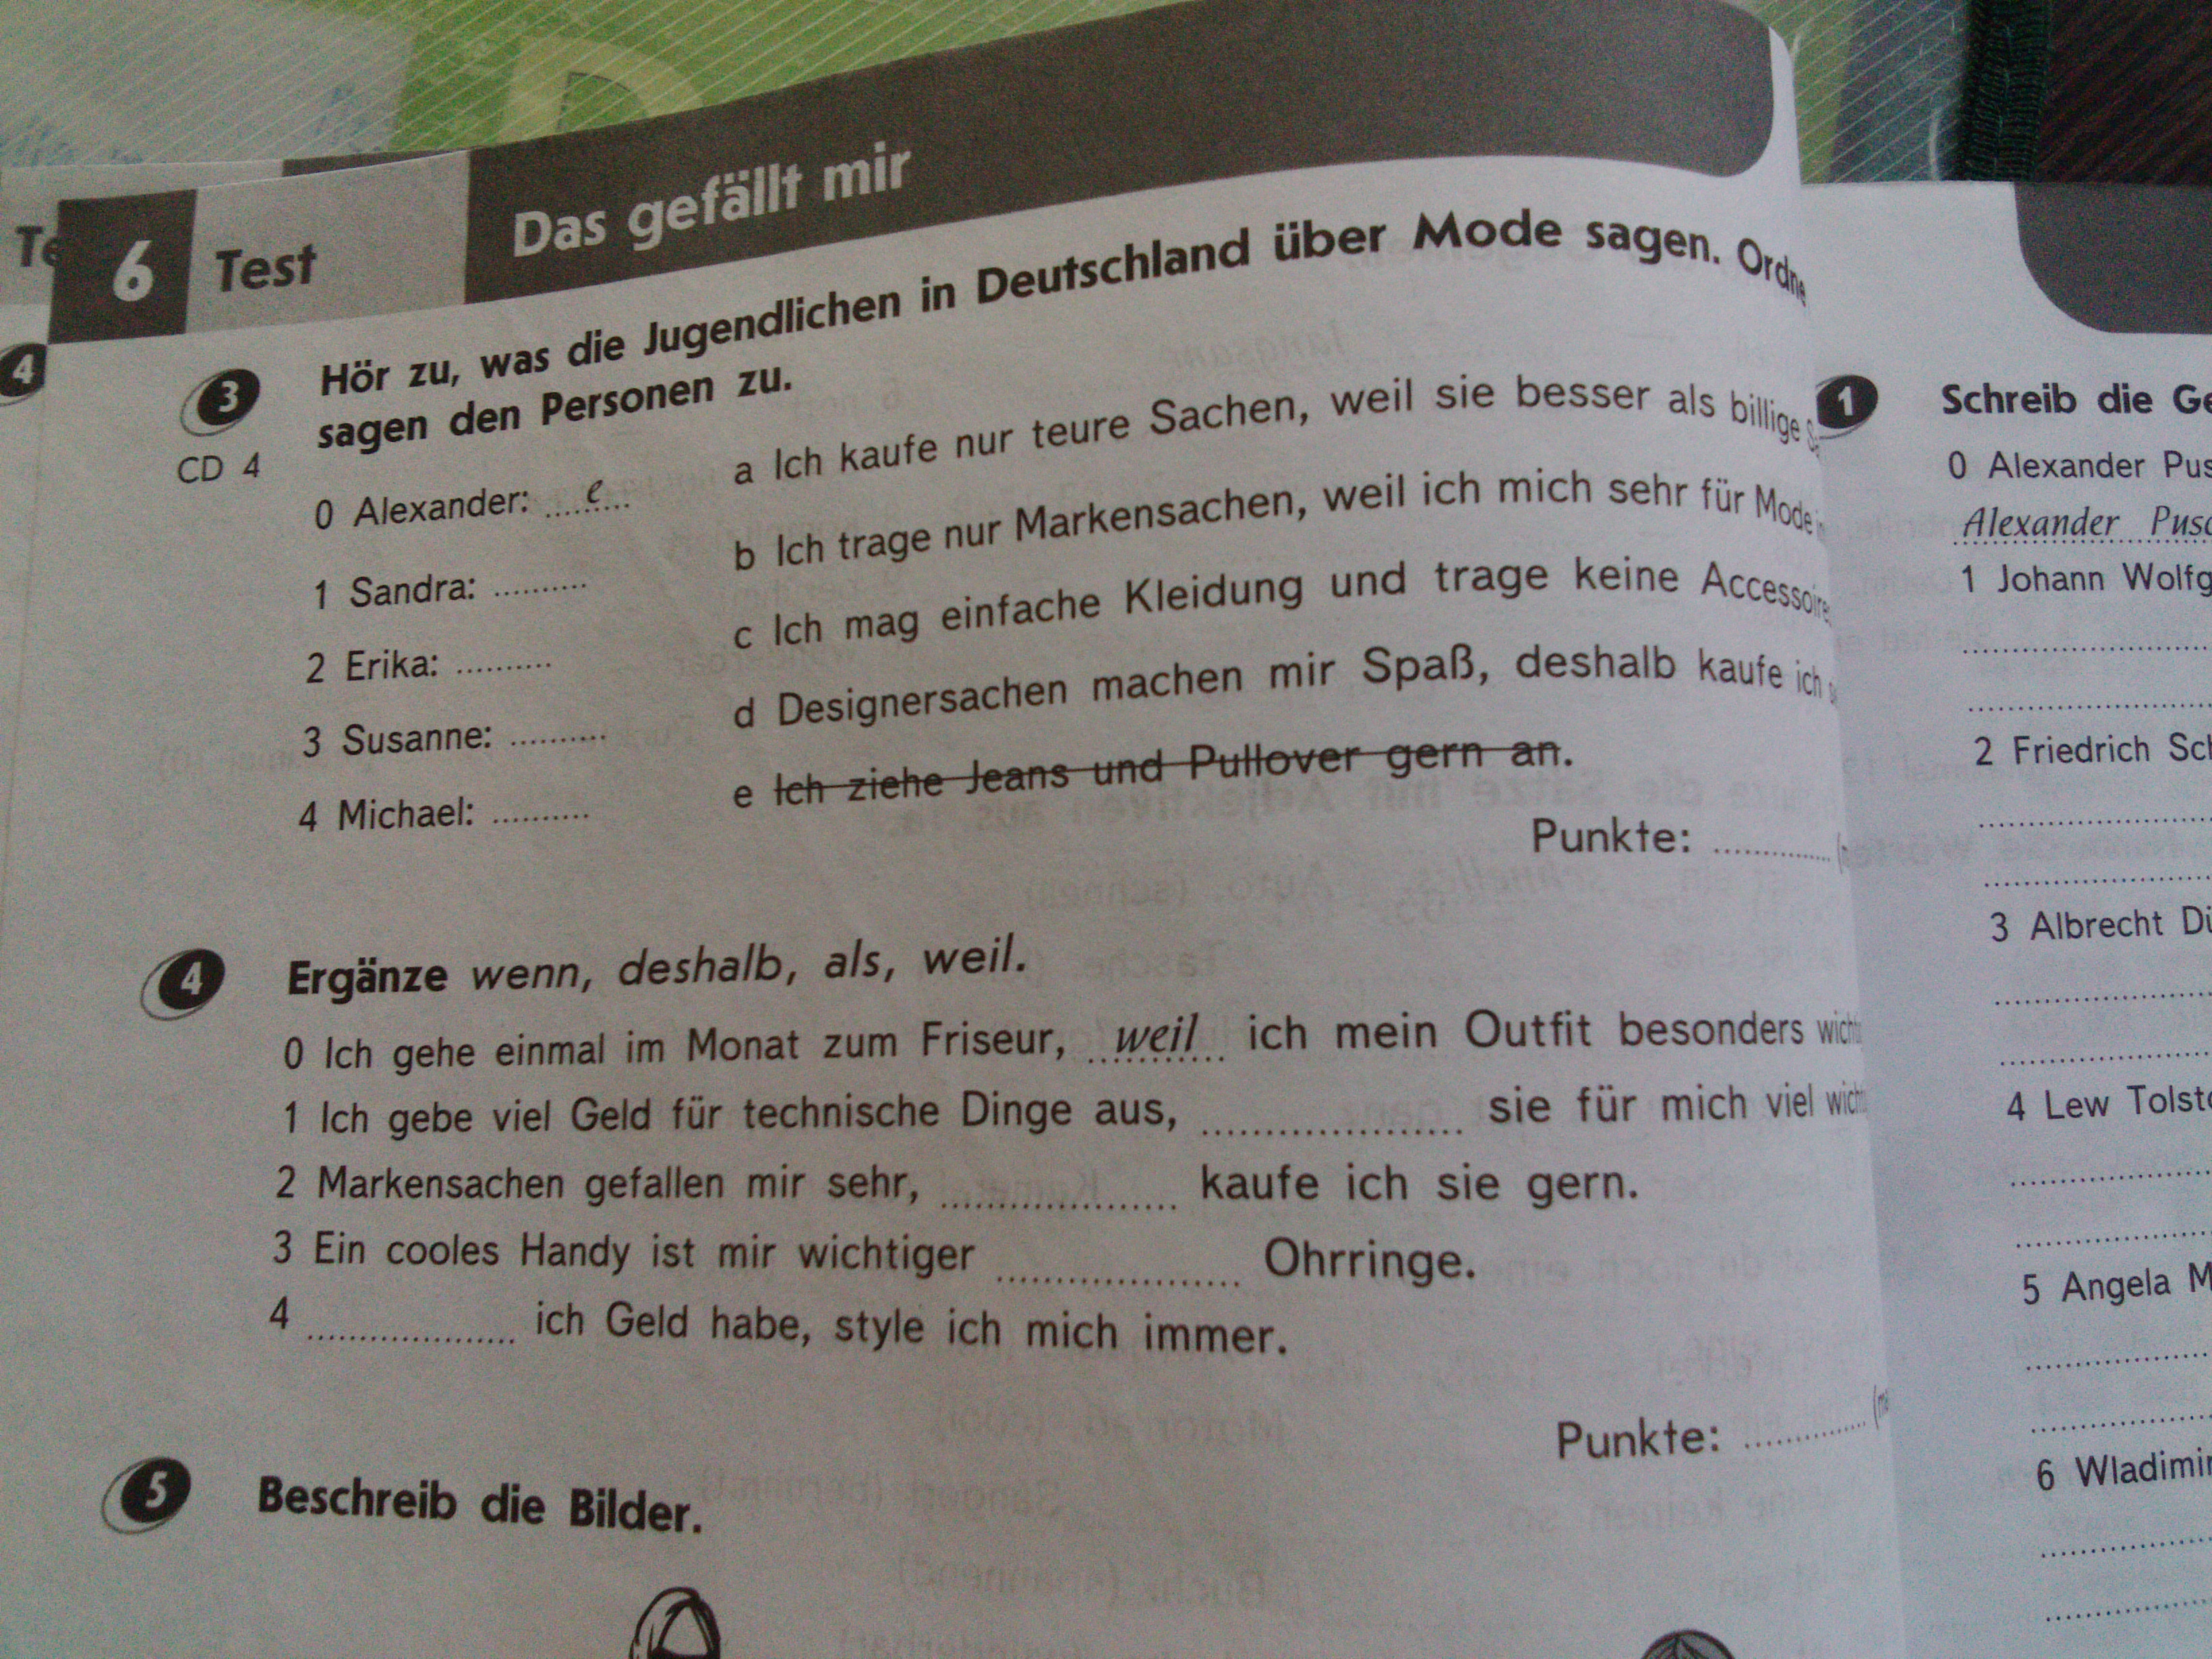 6 Test Das gefällt mir
4
3 Hör zu, was die Jugendlichen in Deutschland über Mode sagen.
sagen den Personen zu.
CD 4
0 Alexander: e
1 Sandra:
2 Erika:
3 Susanne:
4 Michael:
a Ich kaufe nur teure Sachen, weil sie besser als billige
b Ich trage nur Markensachen, weil ich mich sehr für Mode
c Ich mag einfache Kleidung und trage keine
d Designersachen machen mir Spaß, deshalb kaufe ich
e Ich ziehe Jeans und Pullover gern an.
Punkte:
4 Ergänze wenn, deshalb, als, weil.
0 Ich gehe einmal im Monat zum Friseur, weil ich mein Outfit besonders
1 Ich gebe viel Geld für technische Dinge aus, .................... sie für mich viel
2 Markensachen gefallen mir sehr, .................... kaufe ich sie gern.
3 Ein cooles Handy ist mir wichtiger .................... Ohrringe.
4 .................... ich Geld habe, style ich mich immer.
Punkte:
5 Beschreib die Bilder.
1 Schreib die
0 Alexander
Alexander
1 Johann
2 Friedrich
3 Albrecht
4 Lew
5 Angela
6